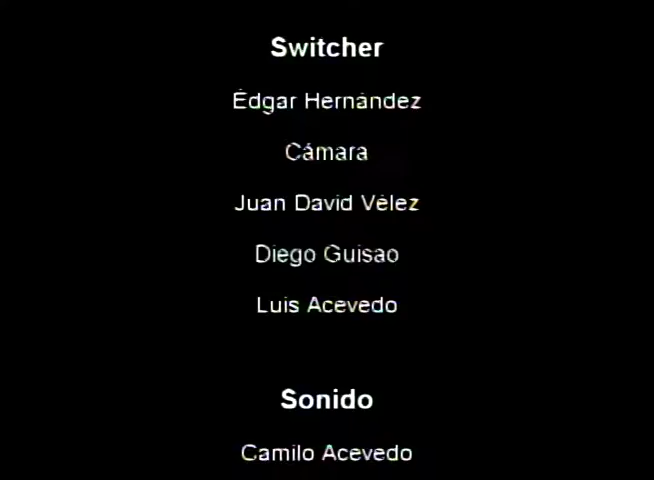 Switcher
Édgar Hernández
Cámara
Juan David Vélez
Diego Guisao
Luis Acevedo
Sonido
Camilo Acevedo